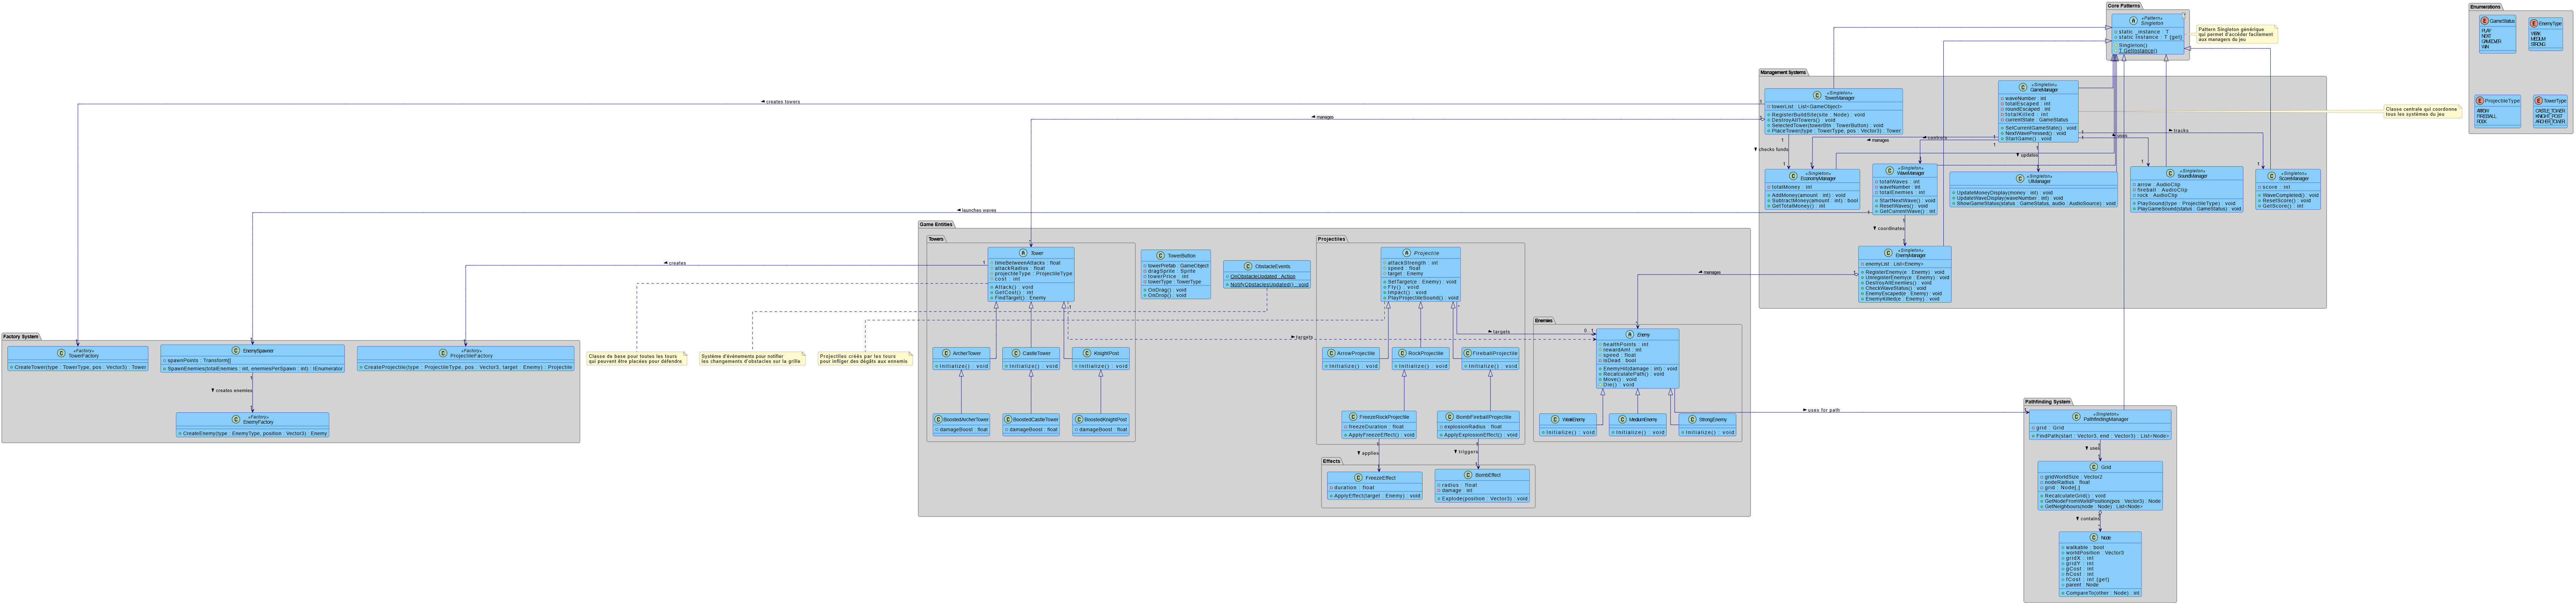 Core Patterns
«Pattern»
Singleton
static _instance : T
static Instance : T {get}
Singleton()
T GetInstance()
Pattern Singleton générique
qui permet d'accéder facilement
aux managers du jeu
Enumerations
GameStatus
PLAY
NEXT
GAMEOVER
WIN
EnemyType
WEAK
MEDIUM
STRONG
ProjectileType
ARROW
FIREBALL
ROCK
TowerType
CASTLE_TOWER
KNIGHT_POST
ARCHER_TOWER
Management Systems
«Singleton»
TowerManager
towerList : List<GameObject>
RegisterBuildSite(site : Node) : void
DestroyAllTowers() : void
SelectedTower(towerBtn : TowerButton) : void
PlaceTower(type : TowerType, pos : Vector3) : Tower
«Singleton»
GameManager
waveNumber : int
totalEscaped : int
roundEscaped : int
totalKilled : int
currentState : GameStatus
SetCurrentGameState() : void
NextWavePressed() : void
StartGame() : void
Classe centrale qui coordonne
tous les systèmes du jeu
creates towers
manages
checks funds
manages
controls
updates
uses
tracks
«Singleton»
EconomyManager
totalMoney : int
AddMoney(amount : int) : void
SubtractMoney(amount : int) : bool
GetTotalMoney() : int
«Singleton»
WaveManager
totalWaves : int
waveNumber : int
totalEnemies : int
StartNextWave() : void
ResetWaves() : void
GetCurrentWave() : int
«Singleton»
UIManager
UpdateMoneyDisplay(money : int) : void
UpdateWaveDisplay(waveNumber : int) : void
ShowGameStatus(status : GameStatus, audio : AudioSource) : void
«Singleton»
SoundManager
arrow : AudioClip
fireball : AudioClip
rock : AudioClip
PlaySound(type : ProjectileType) : void
PlayGameSound(status : GameStatus) : void
«Singleton»
ScoreManager
score : int
WaveCompleted() : void
ResetScore() : void
GetScore() : int
launches waves
coordinates
«Singleton»
EnemyManager
enemyList : List<Enemy>
RegisterEnemy(e : Enemy) : void
UnregisterEnemy(e : Enemy) : void
DestroyAllEnemies() : void
CheckWaveStatus() : void
EnemyEscaped(e : Enemy) : void
EnemyKilled(e : Enemy) : void
manages
Game Entities
Towers
Tower
timeBetweenAttacks : float
attackRadius : float
projectileType : ProjectileType
cost : int
Attack() : void
GetCost() : int
FindTarget() : Enemy
creates
TowerButton
towerPrefab : GameObject
dragSprite : Sprite
towerPrice : int
towerType : TowerType
OnDrag() : void
OnDrop() : void
ObstacleEvents
OnObstacleUpdated : Action
NotifyObstaclesUpdated() : void
Projectiles
Projectile
attackStrength : int
speed : float
target : Enemy
SetTarget(e : Enemy) : void
Fly() : void
Impact() : void
PlayProjectileSound() : void
targets
0..1
targets
Enemies
Enemy
healthPoints : int
rewardAmt : int
speed : float
isDead : bool
EnemyHit(damage : int) : void
RecalculatePath() : void
Move() : void
Die() : void
Factory System
«Factory»
TowerFactory
CreateTower(type : TowerType, pos : Vector3) : Tower
EnemySpawner
spawnPoints : Transform[]
SpawnEnemies(totalEnemies : int, enemiesPerSpawn : int) : IEnumerator
«Factory»
ProjectileFactory
CreateProjectile(type : ProjectileType, pos : Vector3, target : Enemy) : Projectile
creates enemies
«Factory»
EnemyFactory
CreateEnemy(type : EnemyType, position : Vector3) : Enemy
Classe de base pour toutes les tours
qui peuvent être placées pour défendre
Système d'événements pour notifier
les changements d'obstacles sur la grille
Projectiles créés par les tours
pour infliger des dégâts aux ennemis
ArcherTower
Initialize() : void
CastleTower
Initialize() : void
KnightPost
Initialize() : void
BoostedArcherTower
damageBoost : float
BoostedCastleTower
damageBoost : float
BoostedKnightPost
damageBoost : float
ArrowProjectile
Initialize() : void
RockProjectile
Initialize() : void
FireballProjectile
Initialize() : void
FreezeRockProjectile
freezeDuration : float
ApplyFreezeEffect() : void
BombFireballProjectile
explosionRadius : float
ApplyExplosionEffect() : void
WeakEnemy
Initialize() : void
MediumEnemy
Initialize() : void
StrongEnemy
Initialize() : void
applies
triggers
Effects
FreezeEffect
duration : float
ApplyEffect(target : Enemy) : void
BombEffect
radius : float
damage : int
Explode(position : Vector3) : void
uses for path
Pathfinding System
«Singleton»
PathfindingManager
grid : Grid
FindPath(start : Vector3, end : Vector3) : List<Node>
uses
Grid
gridWorldSize : Vector2
nodeRadius : float
grid : Node[,]
RecalculateGrid() : void
GetNodeFromWorldPosition(pos : Vector3) : Node
GetNeighbours(node : Node) : List<Node>
contains
Node
walkable : bool
worldPosition : Vector3
gridX : int
gridY : int
gCost : int
hCost : int
fCost : int {get}
parent : Node
CompareTo(other : Node) : int